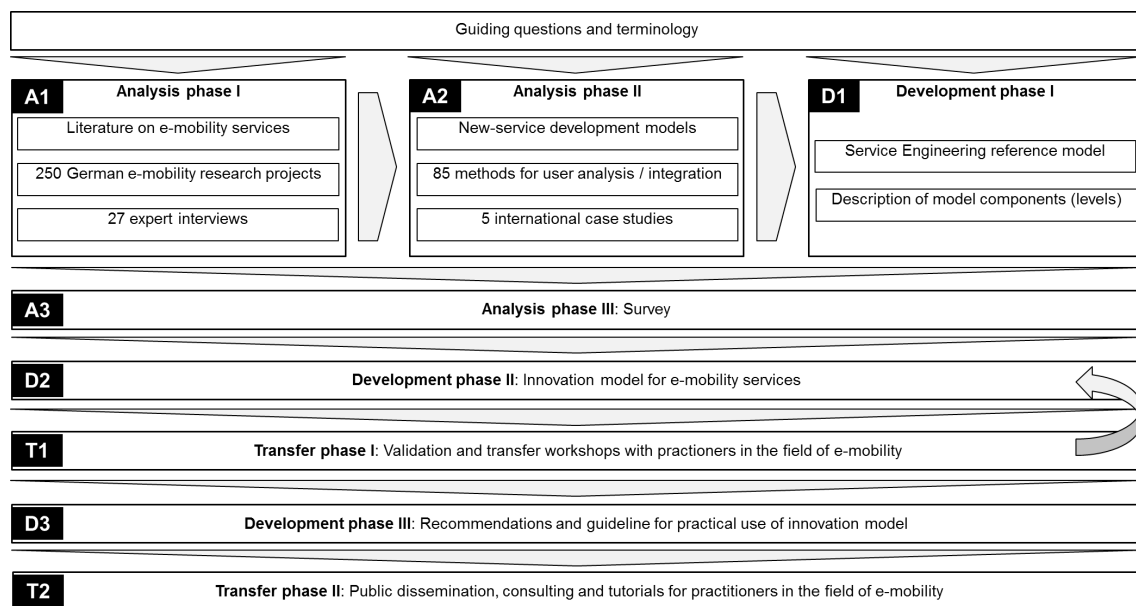 Guiding questions and terminology
A1
Analysis phase I
Literature on e-mobility services
250 German e-mobility research projects
27 expert interviews
A2
Analysis phase II
New-service development models
85 methods for user analysis / integration
5 international case studies
D1
Development phase I
Service Engineering reference model
Description of model components (levels)
A3
Analysis phase III: Survey
D2
Development phase II: Innovation model for e-mobility services
T1
Transfer phase I: Validation and transfer workshops with practioners in the field of e-mobility
D3
Development phase III: Recommendations and guideline for practical use of innovation model
T2
Transfer phase II: Public dissemination, consulting and tutorials for practitioners in the field of e-mobility